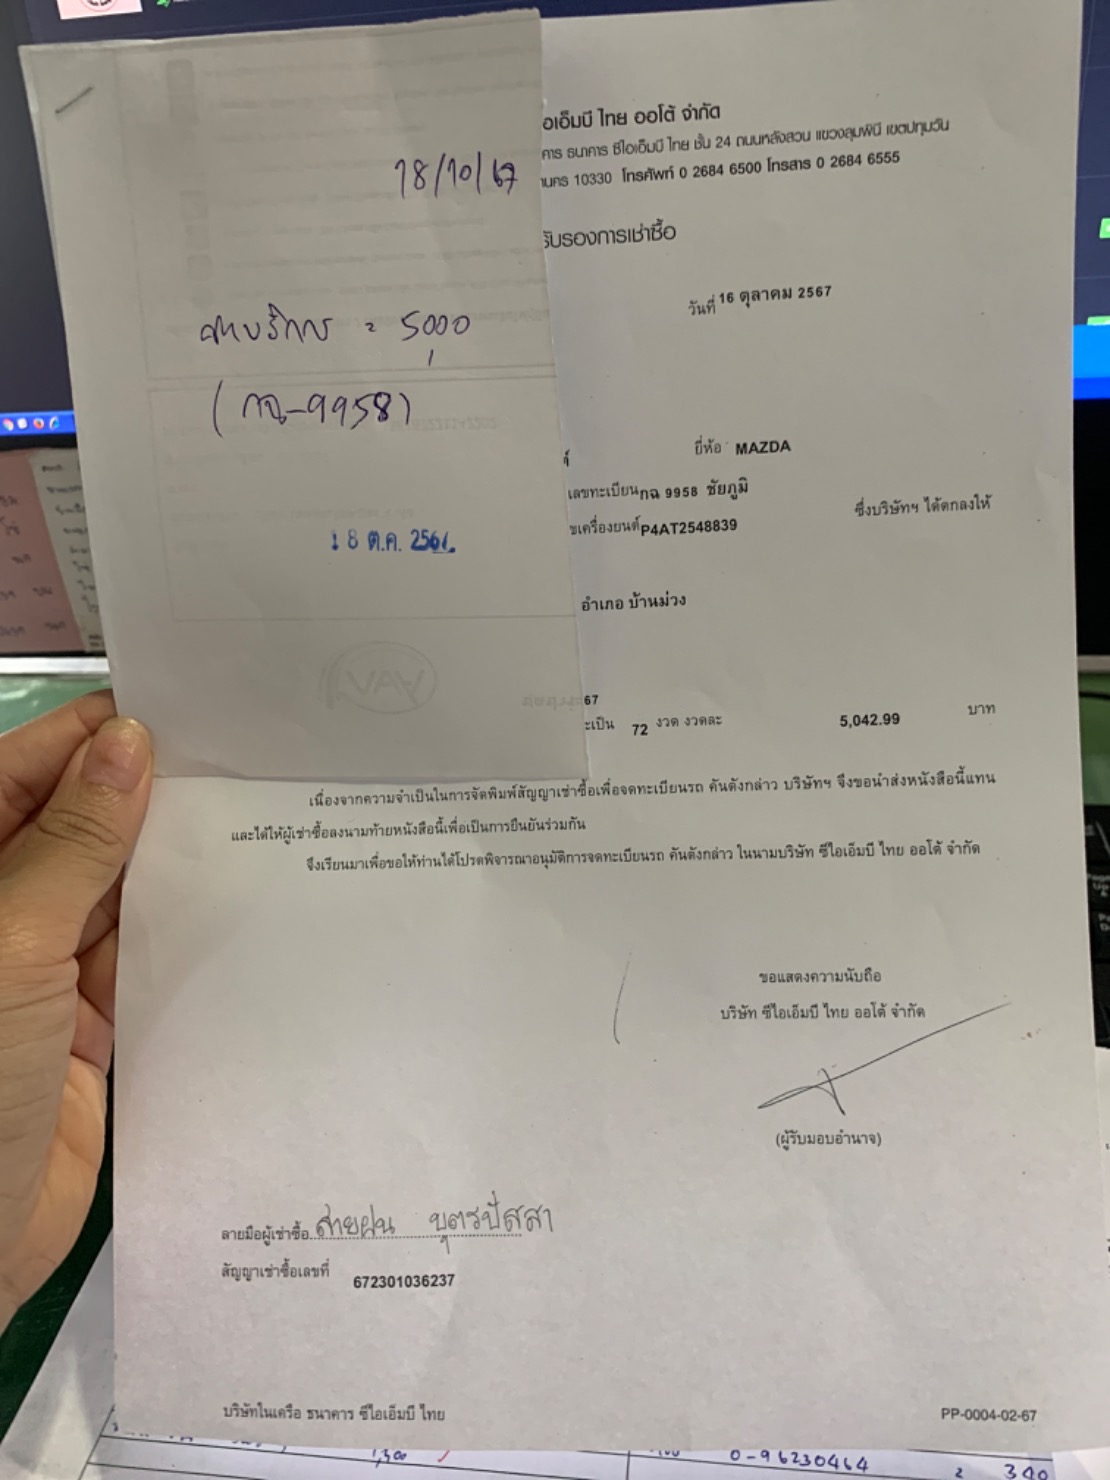 18/10/67
ค่าบริการ = 5,000
(กฉ-9958)
18 ต.ค. 2567
อเอ็มบี ไทย ออโต้ จำกัด
คาร ธนาคาร ซีไอเอ็มบี ไทย ชั้น 24 ถนนหลังสวน แขวงลุมพินี เขตปทุมวัน
านคร 10330 โทรศัพท์ 0 2684 6500 โทรสาร 0 2684 6555
รับรองการเช่าซื้อ
วันที่ 16 ตุลาคม 2567
ยี่ห้อ MAZDA
เลขทะเบียน กฉ 9958 ชัยภูมิ
ขเครื่องยนต์ P4AT2548839 ซึ่งบริษัทฯ ได้ตกลงให้
อำเภอ บ้านม่วง
67
ะเป็น 72 งวด งวดละ 5,042.99 บาท
เนื่องจากความจำเป็นในการจัดพิมพ์สัญญาเช่าซื้อเพื่อจดทะเบียนรถ คันดังกล่าว บริษัทฯ จึงขอนำส่งหนังสือนี้แทน
และได้ให้ผู้เช่าซื้อลงนามท้ายหนังสือนี้เพื่อเป็นการยืนยันร่วมกัน
จึงเรียนมาเพื่อขอให้ท่านได้โปรดพิจารณาอนุมัติการจดทะเบียนรถ คันดังกล่าว ในนามบริษัท ซีไอเอ็มบี ไทย ออโต้ จำกัด
ขอแสดงความนับถือ
บริษัท ซีไอเอ็มบี ไทย ออโต้ จำกัด
(ผู้รับมอบอำนาจ)
ลายมือผู้เช่าซื้อ สายฝน บุตรปัสสา
สัญญาเช่าซื้อเลขที่ 672301036237
บริษัทในเครือ ธนาคาร ซีไอเอ็มบี ไทย
PP-0004-02-67
1,300
0-96230464 = 340